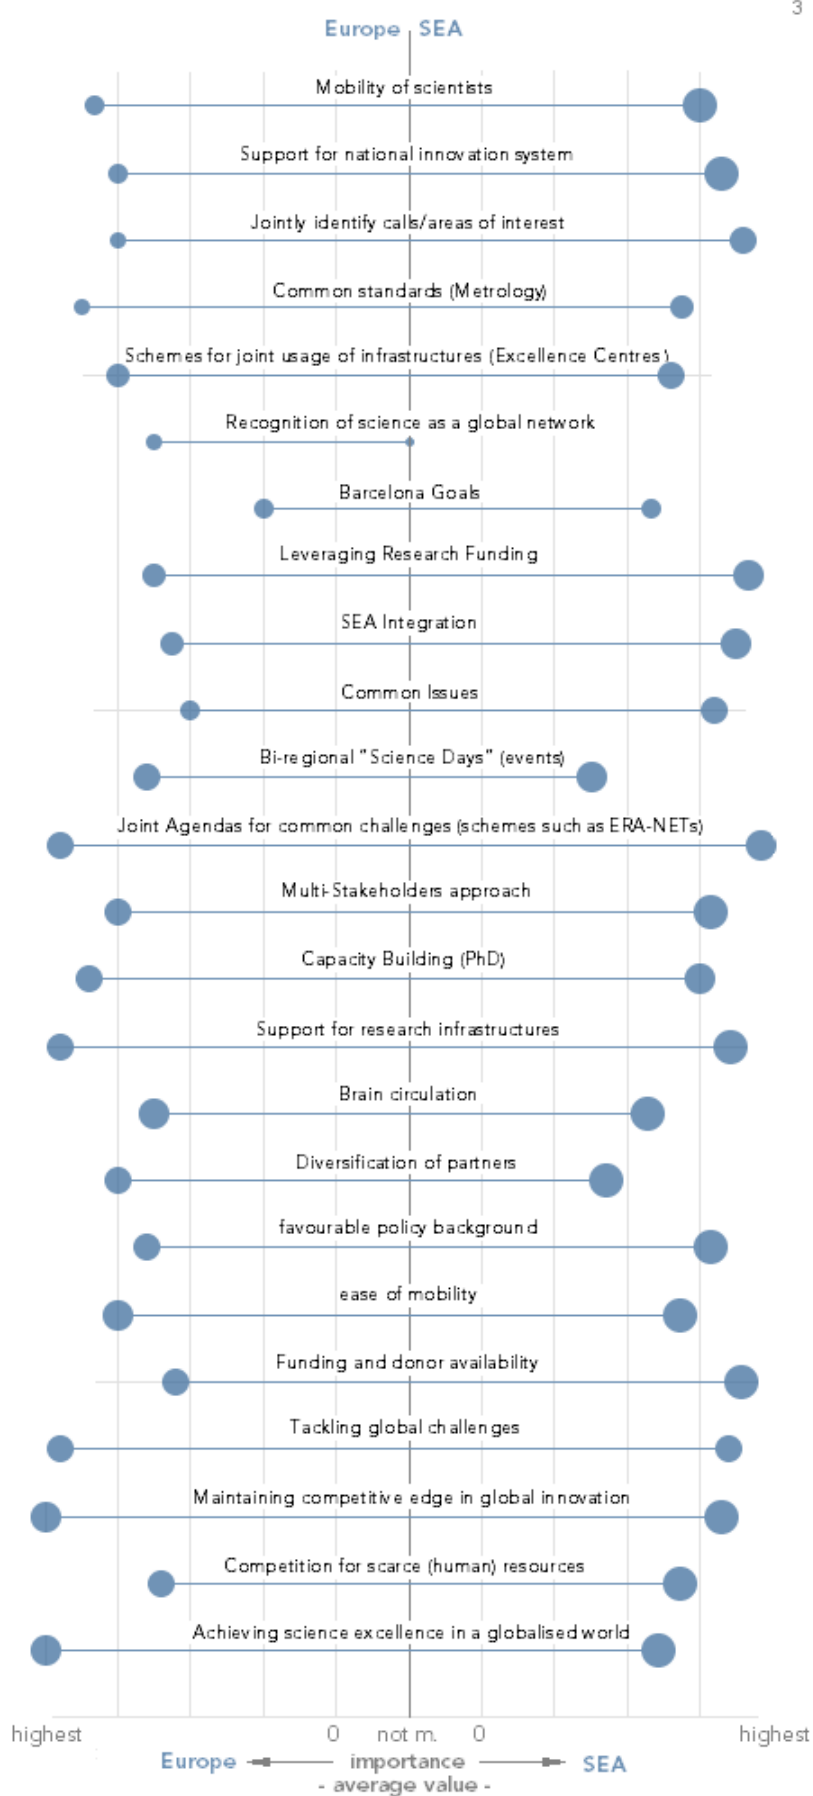 3
Europe SEA
Mobility of scientists
Support for national innovation system
Jointly identify calls/areas of interest
Common standards (Metrology)
Schemes for joint usage of infrastructures (Excellence Centres)
Recognition of science as a global network
Barcelona Goals
Leveraging Research Funding
SEA Integration
Common Issues
Bi-regional "Science Days" (events)
Joint Agendas for common challenges (schemes such as ERA-NETs)
Multi-Stakeholders approach
Capacity Building (PhD)
Support for research infrastructures
Brain circulation
Diversification of partners
favourable policy background
ease of mobility
Funding and donor availability
Tackling global challenges
Maintaining competitive edge in global innovation
Competition for scarce (human) resources
Achieving science excellence in a globalised world
highest 0 not m. 0 highest
Europe importance SEA
- average value -